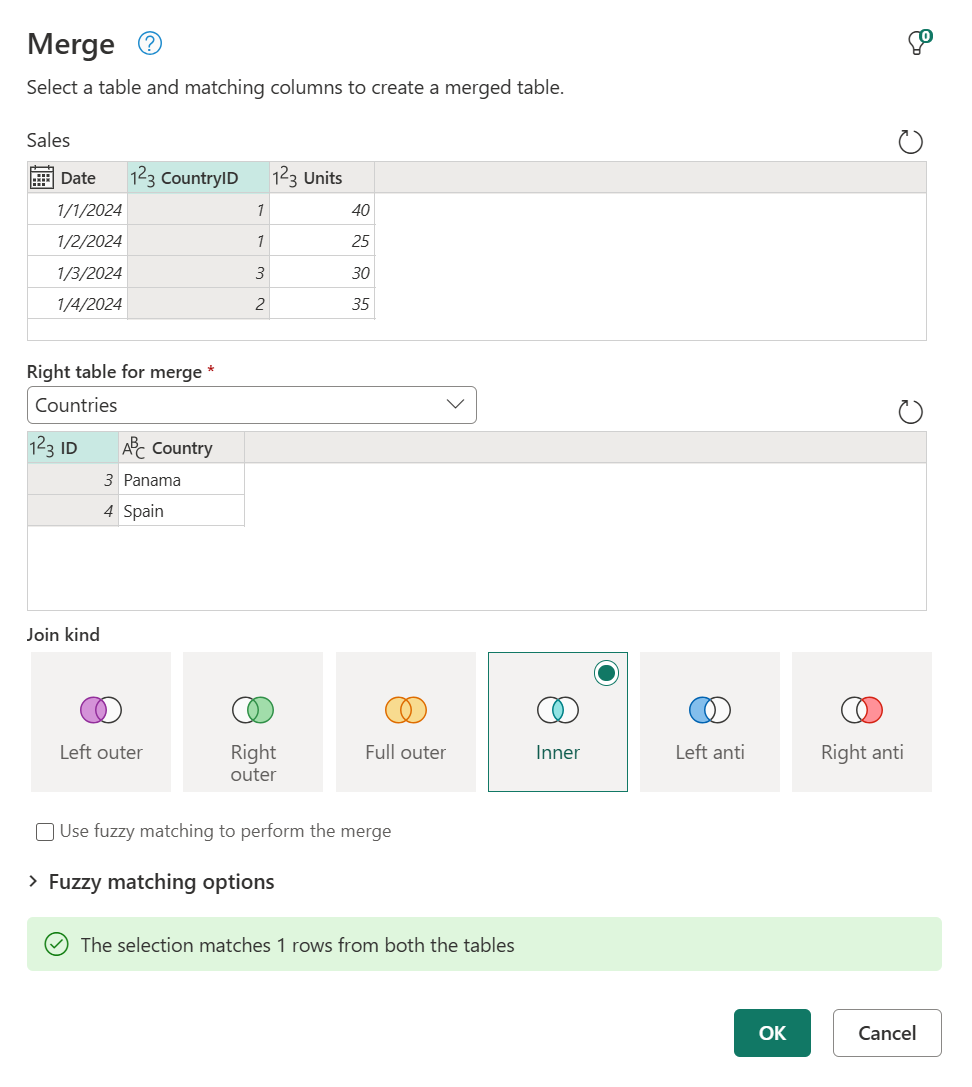 Merge ?
0
Select a table and matching columns to create a merged table.
Sales
Date 123 CountryID 123 Units
1/1/2024 1 40
1/2/2024 1 25
1/3/2024 3 30
1/4/2024 2 35
Right table for merge *
Countries
123 ID ABC Country
3 Panama
4 Spain
Join kind
Left outer
Right
outer
Full outer
Inner
Left anti
Right anti
Use fuzzy matching to perform the merge
Fuzzy matching options
The selection matches 1 rows from both the tables
OK Cancel